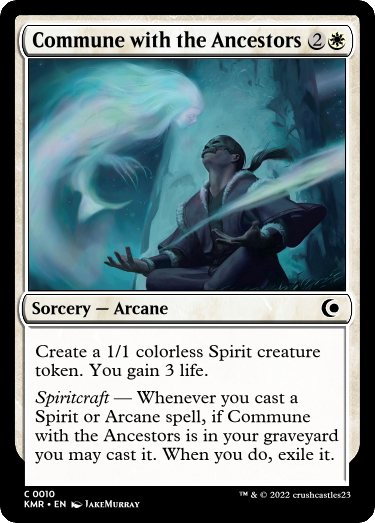 Commune with the Ancestors 2
Sorcery — Arcane
Create a 1/1 colorless Spirit creature
token. You gain 3 life.
Spiritcraft — Whenever you cast a
Spirit or Arcane spell, if Commune
with the Ancestors is in your graveyard
you may cast it. When you do, exile it.
C 0010
KMR • EN JakeMurray
™ & © 2022 crushcastles23